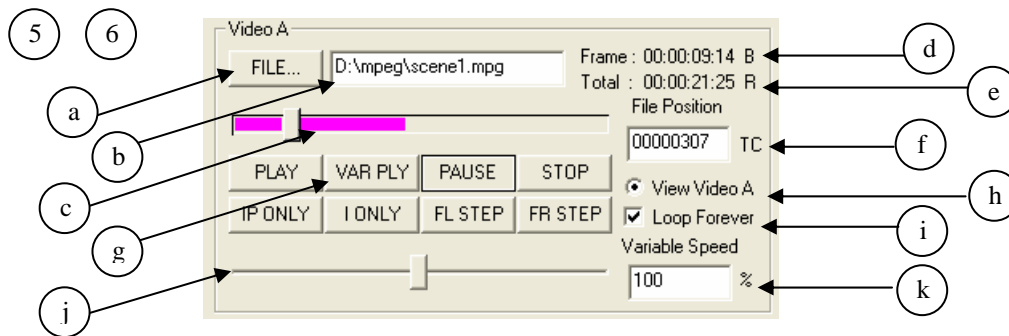 5 6
Video A
FILE... D:\mpeg\scene1.mpg Frame : 00:00:09:14 B
Total : 00:00:21:25 R
File Position
00000307 TC
PLAY VAR PLY PAUSE STOP
View Video A
IP ONLY I ONLY FL STEP FR STEP
Loop Forever
Variable Speed
100 %
a
b
c
g
j
d
e
f
h
i
k